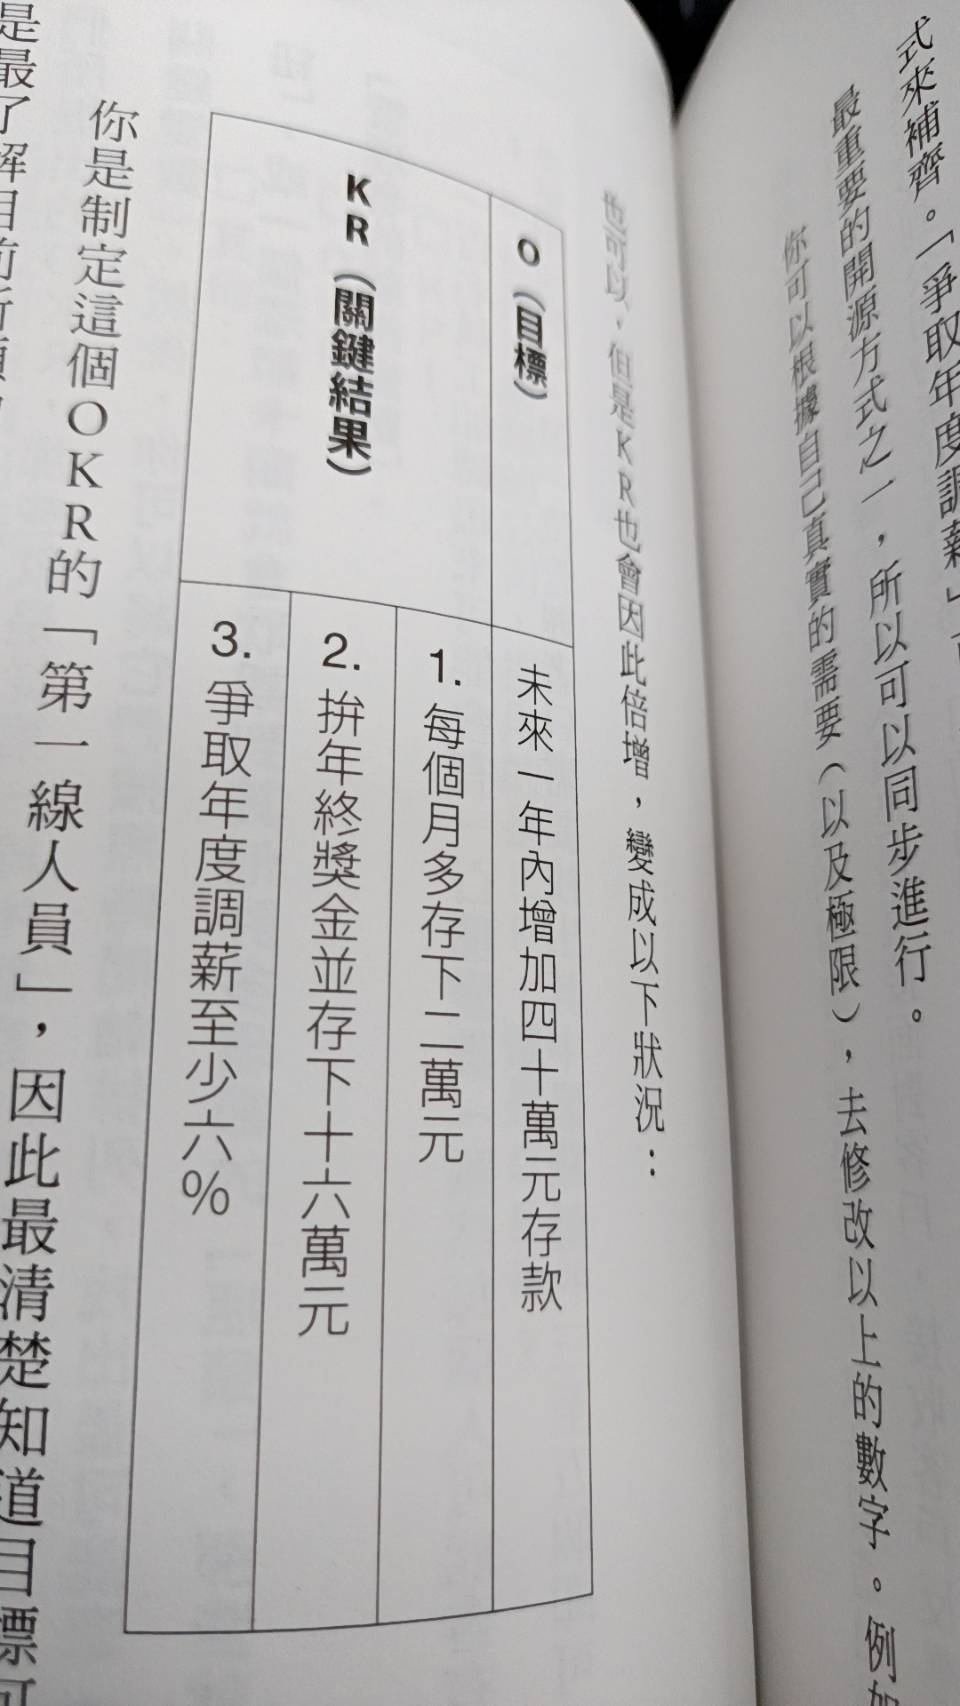 式來補齊。「爭取年度調薪」
最重要的開源方式之一，所以可以同步進行。
你可以根據自己真實的需要（以及極限），去修改以上的數字。例如
也可以，但是KR也會因此倍增，變成以下狀況：
O（目標）
未來一年內增加四十萬元存款
KR（關鍵結果）
1. 每個月多存下二萬元
2. 拚年終獎金並存下十六萬元
3. 爭取年度調薪至少六%
你是制定這個OKR的「第一線人員」，因此最清楚知道目標可
是最了解目前所